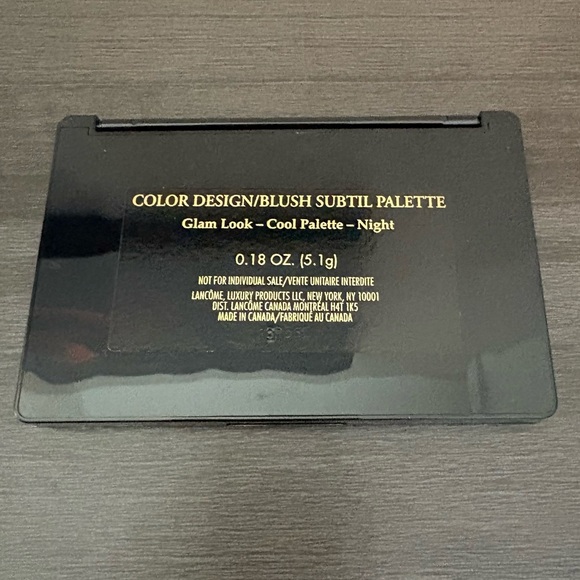 COLOR DESIGN/BLUSH SUBTIL PALETTE
Glam Look – Cool Palette – Night
0.18 OZ. (5.1g)
NOT FOR INDIVIDUAL SALE/VENTE UNITAIRE INTERDITE
LANCÔME, LUXURY PRODUCTS LLC, NEW YORK, NY 10001
DIST. LANCÔME CANADA MONTRÉAL H4T 1K5
MADE IN CANADA/FABRIQUÉ AU CANADA